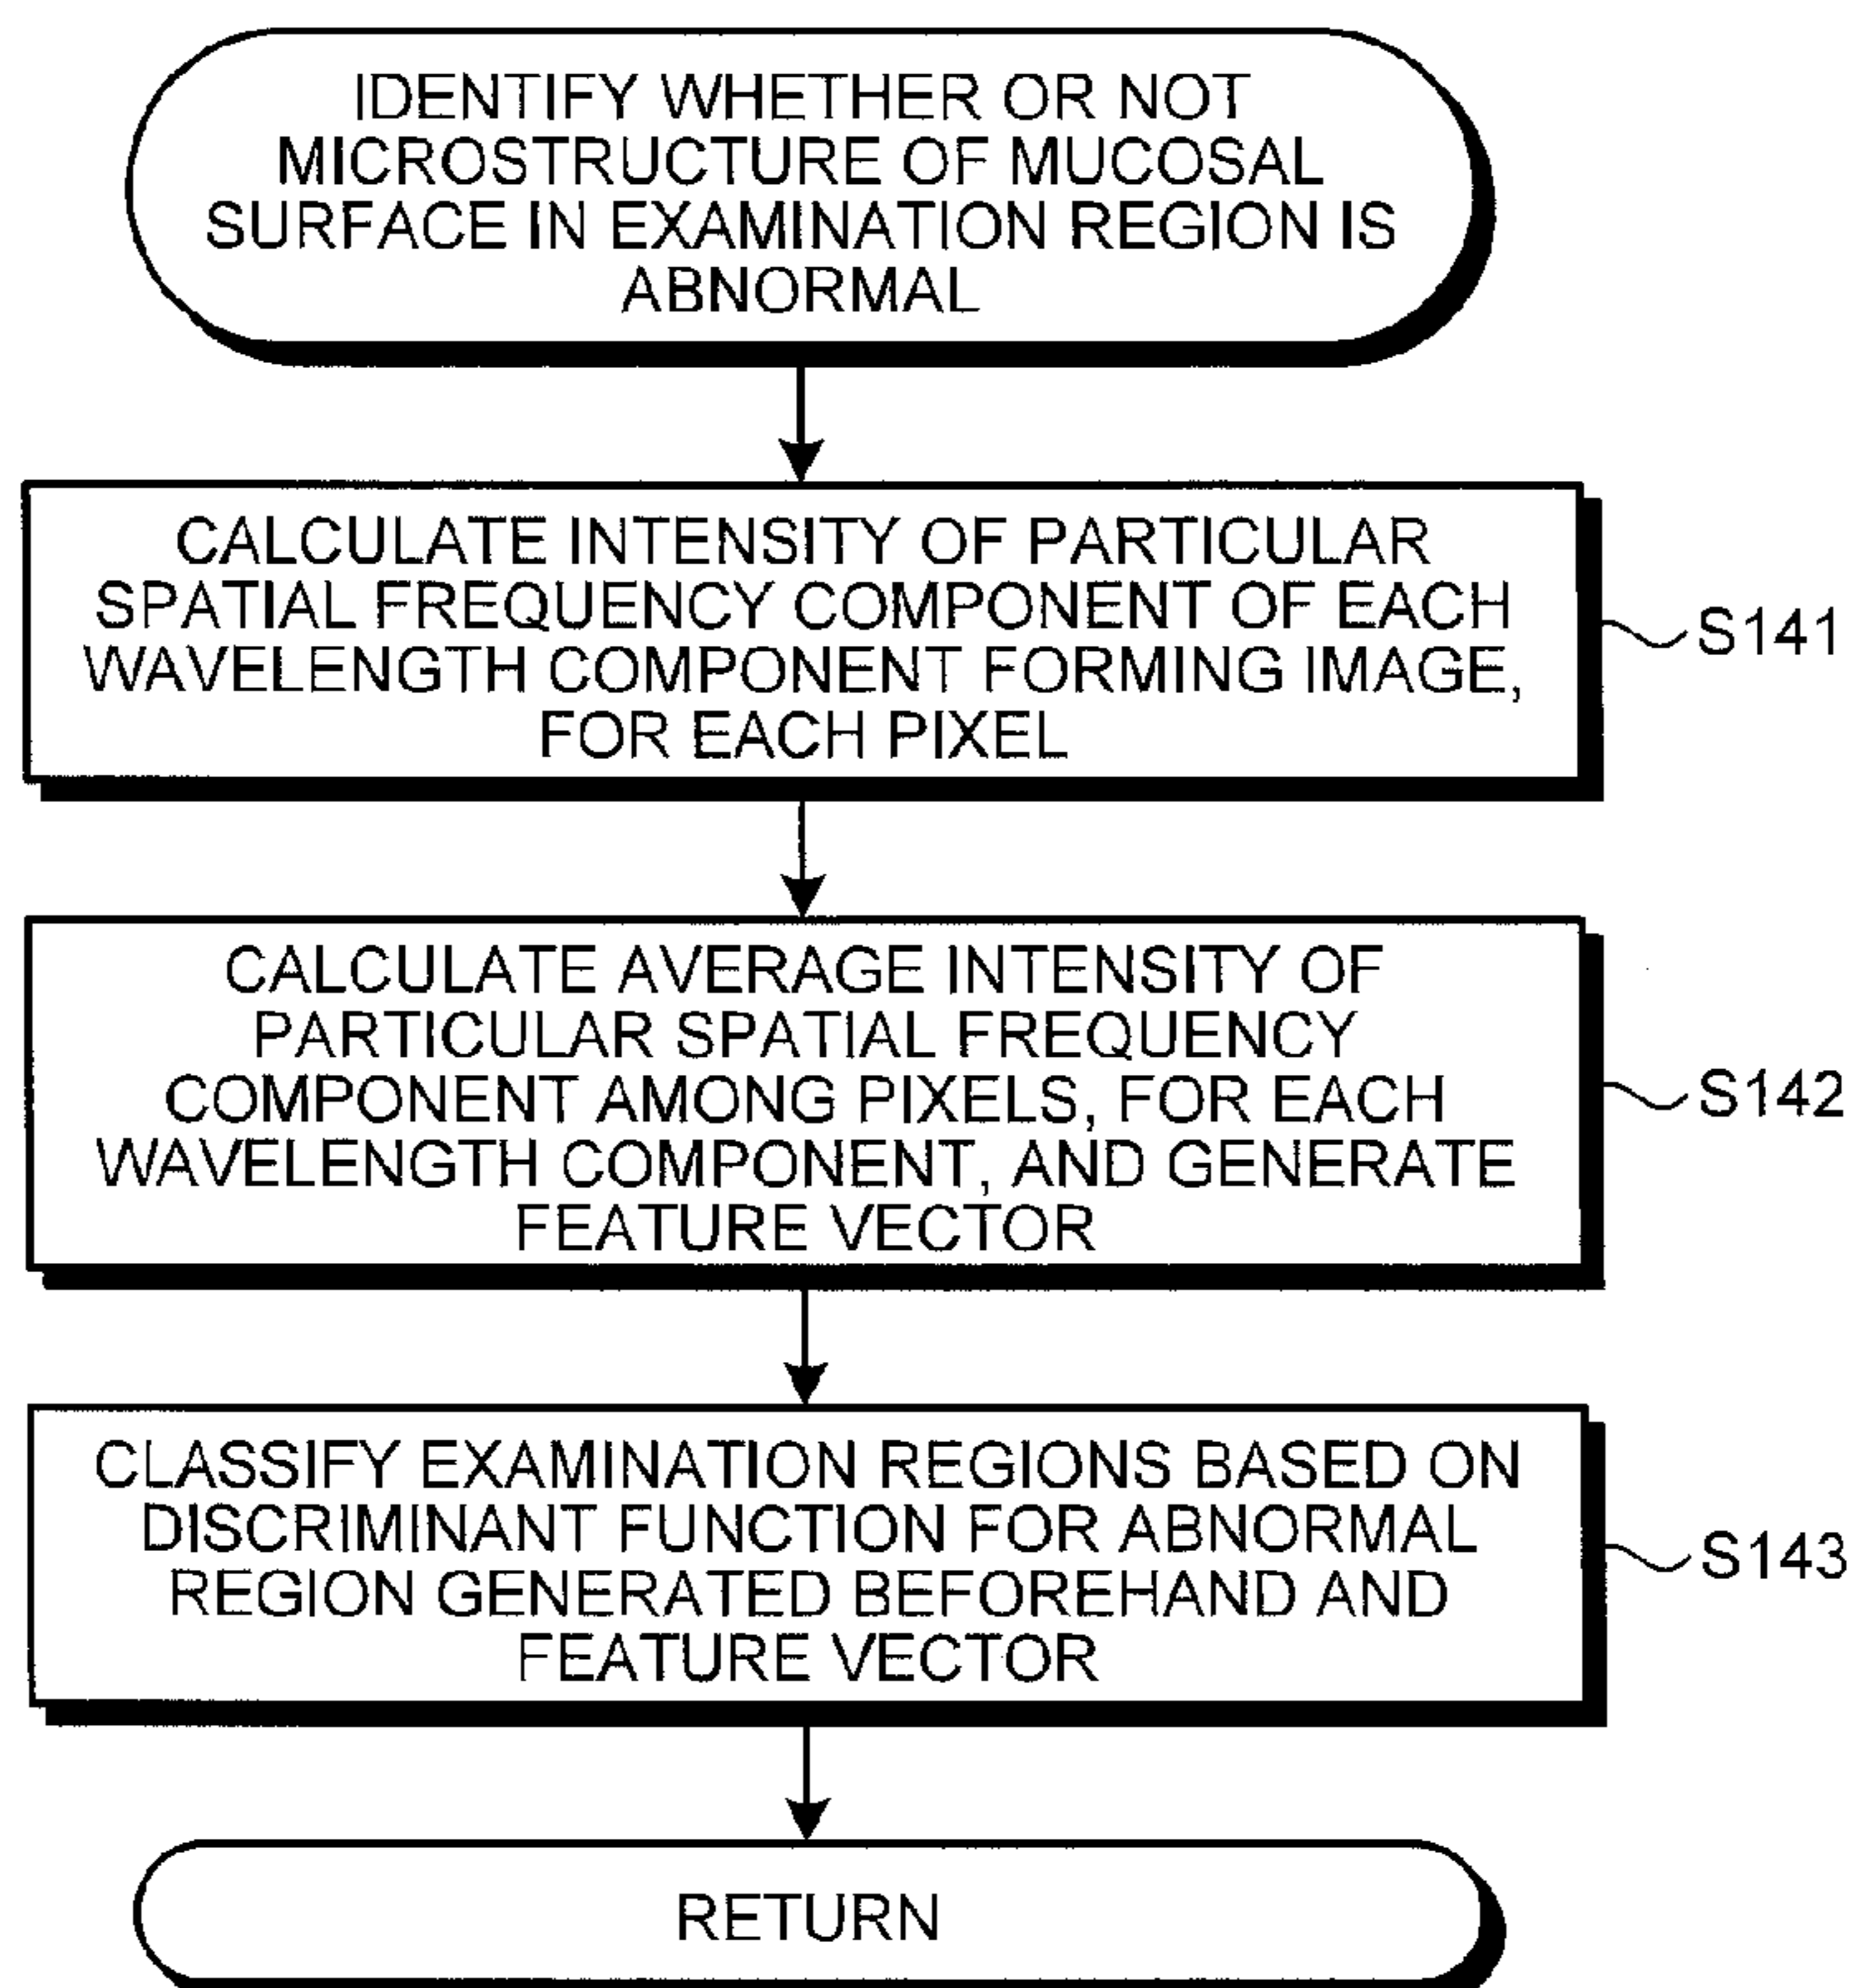 IDENTIFY WHETHER OR NOT
MICROSTRUCTURE OF MUCOSAL
SURFACE IN EXAMINATION REGION IS
ABNORMAL
CALCULATE INTENSITY OF PARTICULAR
SPATIAL FREQUENCY COMPONENT OF EACH
WAVELENGTH COMPONENT FORMING IMAGE,
FOR EACH PIXEL
S141
CALCULATE AVERAGE INTENSITY OF
PARTICULAR SPATIAL FREQUENCY
COMPONENT AMONG PIXELS, FOR EACH
WAVELENGTH COMPONENT, AND GENERATE
FEATURE VECTOR
S142
CLASSIFY EXAMINATION REGIONS BASED ON
DISCRIMINANT FUNCTION FOR ABNORMAL
REGION GENERATED BEFOREHAND AND
FEATURE VECTOR
S143
RETURN